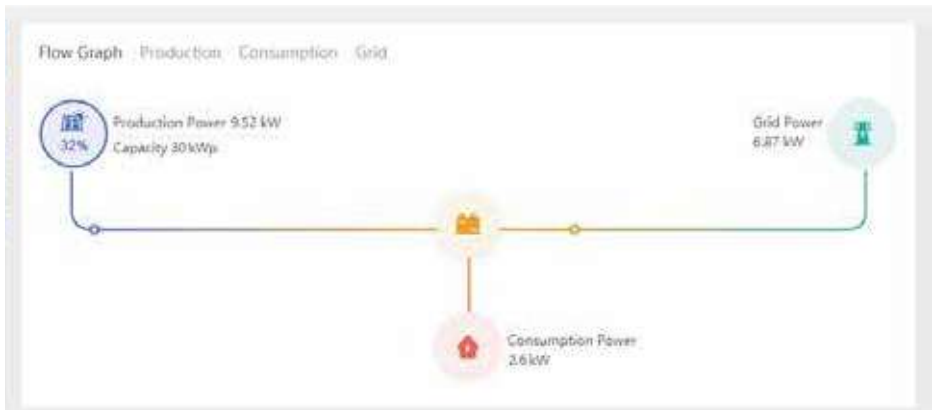 Flow Graph Production Consumption Grid
32%
Production Power 9.52 kW
Capacity 30 kWp
Grid Power
6.87 kW
Consumption Power
2.6 kW